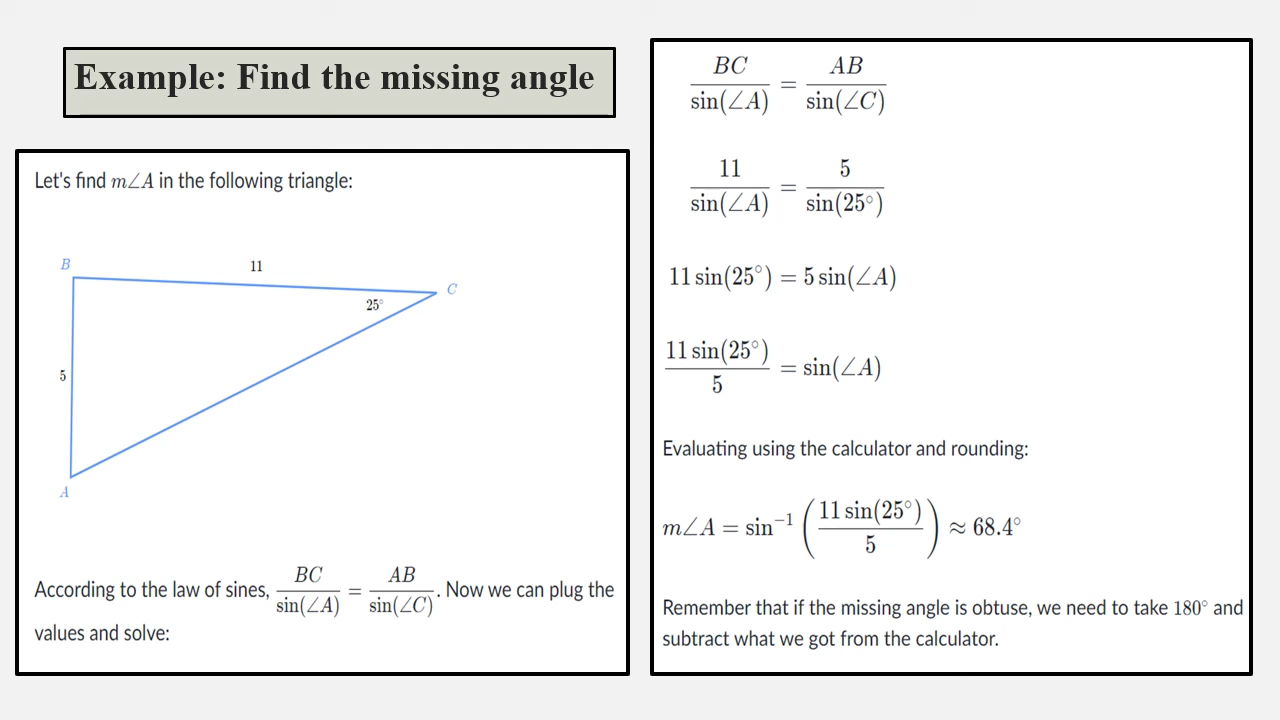 Example: Find the missing angle
Let's find m∠A in the following triangle:
B
11
C
25°
5
A
According to the law of sines, BC/sin(∠A) = AB/sin(∠C). Now we can plug the
values and solve:
BC/sin(∠A) = AB/sin(∠C)
11/sin(∠A) = 5/sin(25°)
11 sin(25°) = 5 sin(∠A)
11 sin(25°)/5 = sin(∠A)
Evaluating using the calculator and rounding:
m∠A = sin⁻¹(11 sin(25°)/5) ≈ 68.4°
Remember that if the missing angle is obtuse, we need to take 180° and
subtract what we got from the calculator.